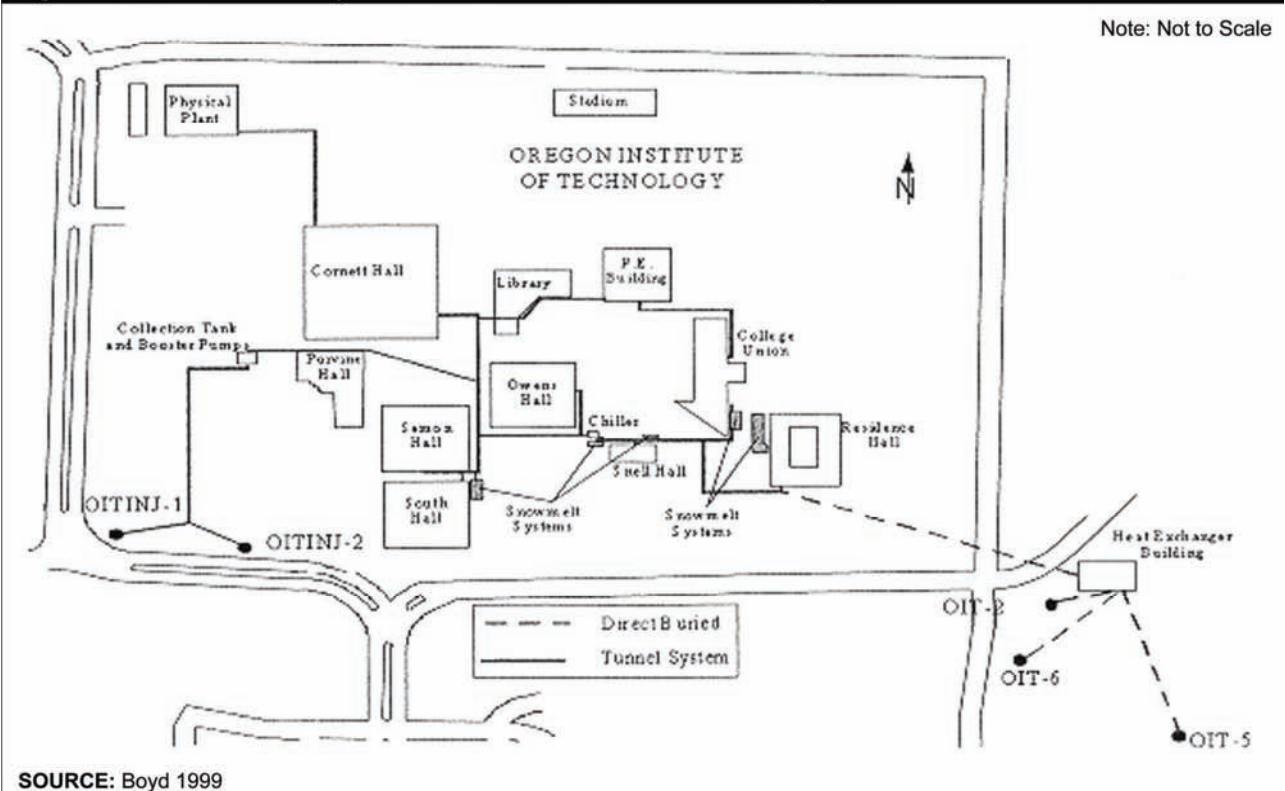 Note: Not to Scale
Physical
Plant
Stadium
OREGON INSTITUTE
OF TECHNOLOGY
N
Cornett Hall
Library
P.E.
Building
Collection Tank
and Booster Pumps
Purvine
Hall
College
Union
Owens
Hall
Chiller
Semon
Hall
Residence
Hall
Snell Hall
South
Hall
Snowmelt
Systems
Snowmelt
Systems
OITINJ-1
OITINJ-2
Heat Exchanger
Building
OIT-2
Direct Buried
Tunnel System
OIT-6
OIT-5
SOURCE: Boyd 1999